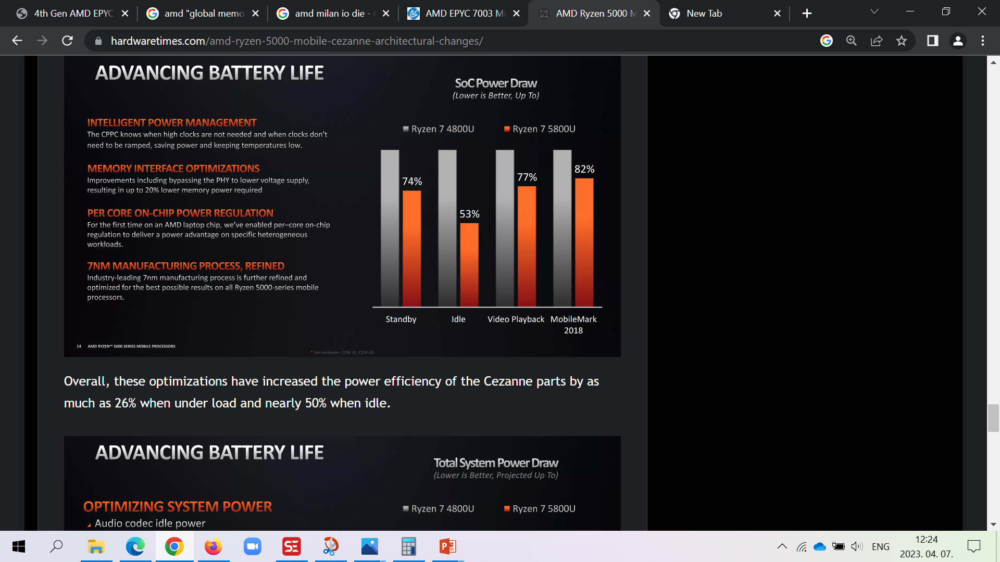 4th Gen AMD EPYC
amd "global memo
amd milan io die -
AMD EPYC 7003 Mi
AMD Ryzen 5000 M
New Tab
hardwaretimes.com/amd-ryzen-5000-mobile-cezanne-architectural-changes/
ADVANCING BATTERY LIFE
SoC Power Draw
(Lower is Better, Up To)
INTELLIGENT POWER MANAGEMENT
The CPPC knows when high clocks are not needed and when clocks don't
need to be ramped, saving power and keeping temperatures low.
MEMORY INTERFACE OPTIMIZATIONS
Improvements including bypassing the PHY to lower voltage supply,
resulting in up to 20% lower memory power required
PER CORE ON-CHIP POWER REGULATION
For the first time on an AMD laptop chip, we've enabled per–core on-chip
regulation to deliver a power advantage on specific heterogeneous
workloads.
7NM MANUFACTURING PROCESS, REFINED
Industry-leading 7nm manufacturing process is further refined and
optimized for the best possible results on all Ryzen 5000-series mobile
processors.
Ryzen 7 4800U
Ryzen 7 5800U
74%
53%
77%
82%
Standby
Idle
Video Playback
MobileMark
2018
14 AMD RYZEN™ 5000 SERIES MOBILE PROCESSORS
* See endnotes: CZM-31, CZM-32.
Overall, these optimizations have increased the power efficiency of the Cezanne parts by as
much as 26% when under load and nearly 50% when idle.
ADVANCING BATTERY LIFE
Total System Power Draw
(Lower is Better, Projected Up To)
OPTIMIZING SYSTEM POWER
Audio codec idle power
Ryzen 7 4800U
Ryzen 7 5800U
ENG
12:24
2023. 04. 07.